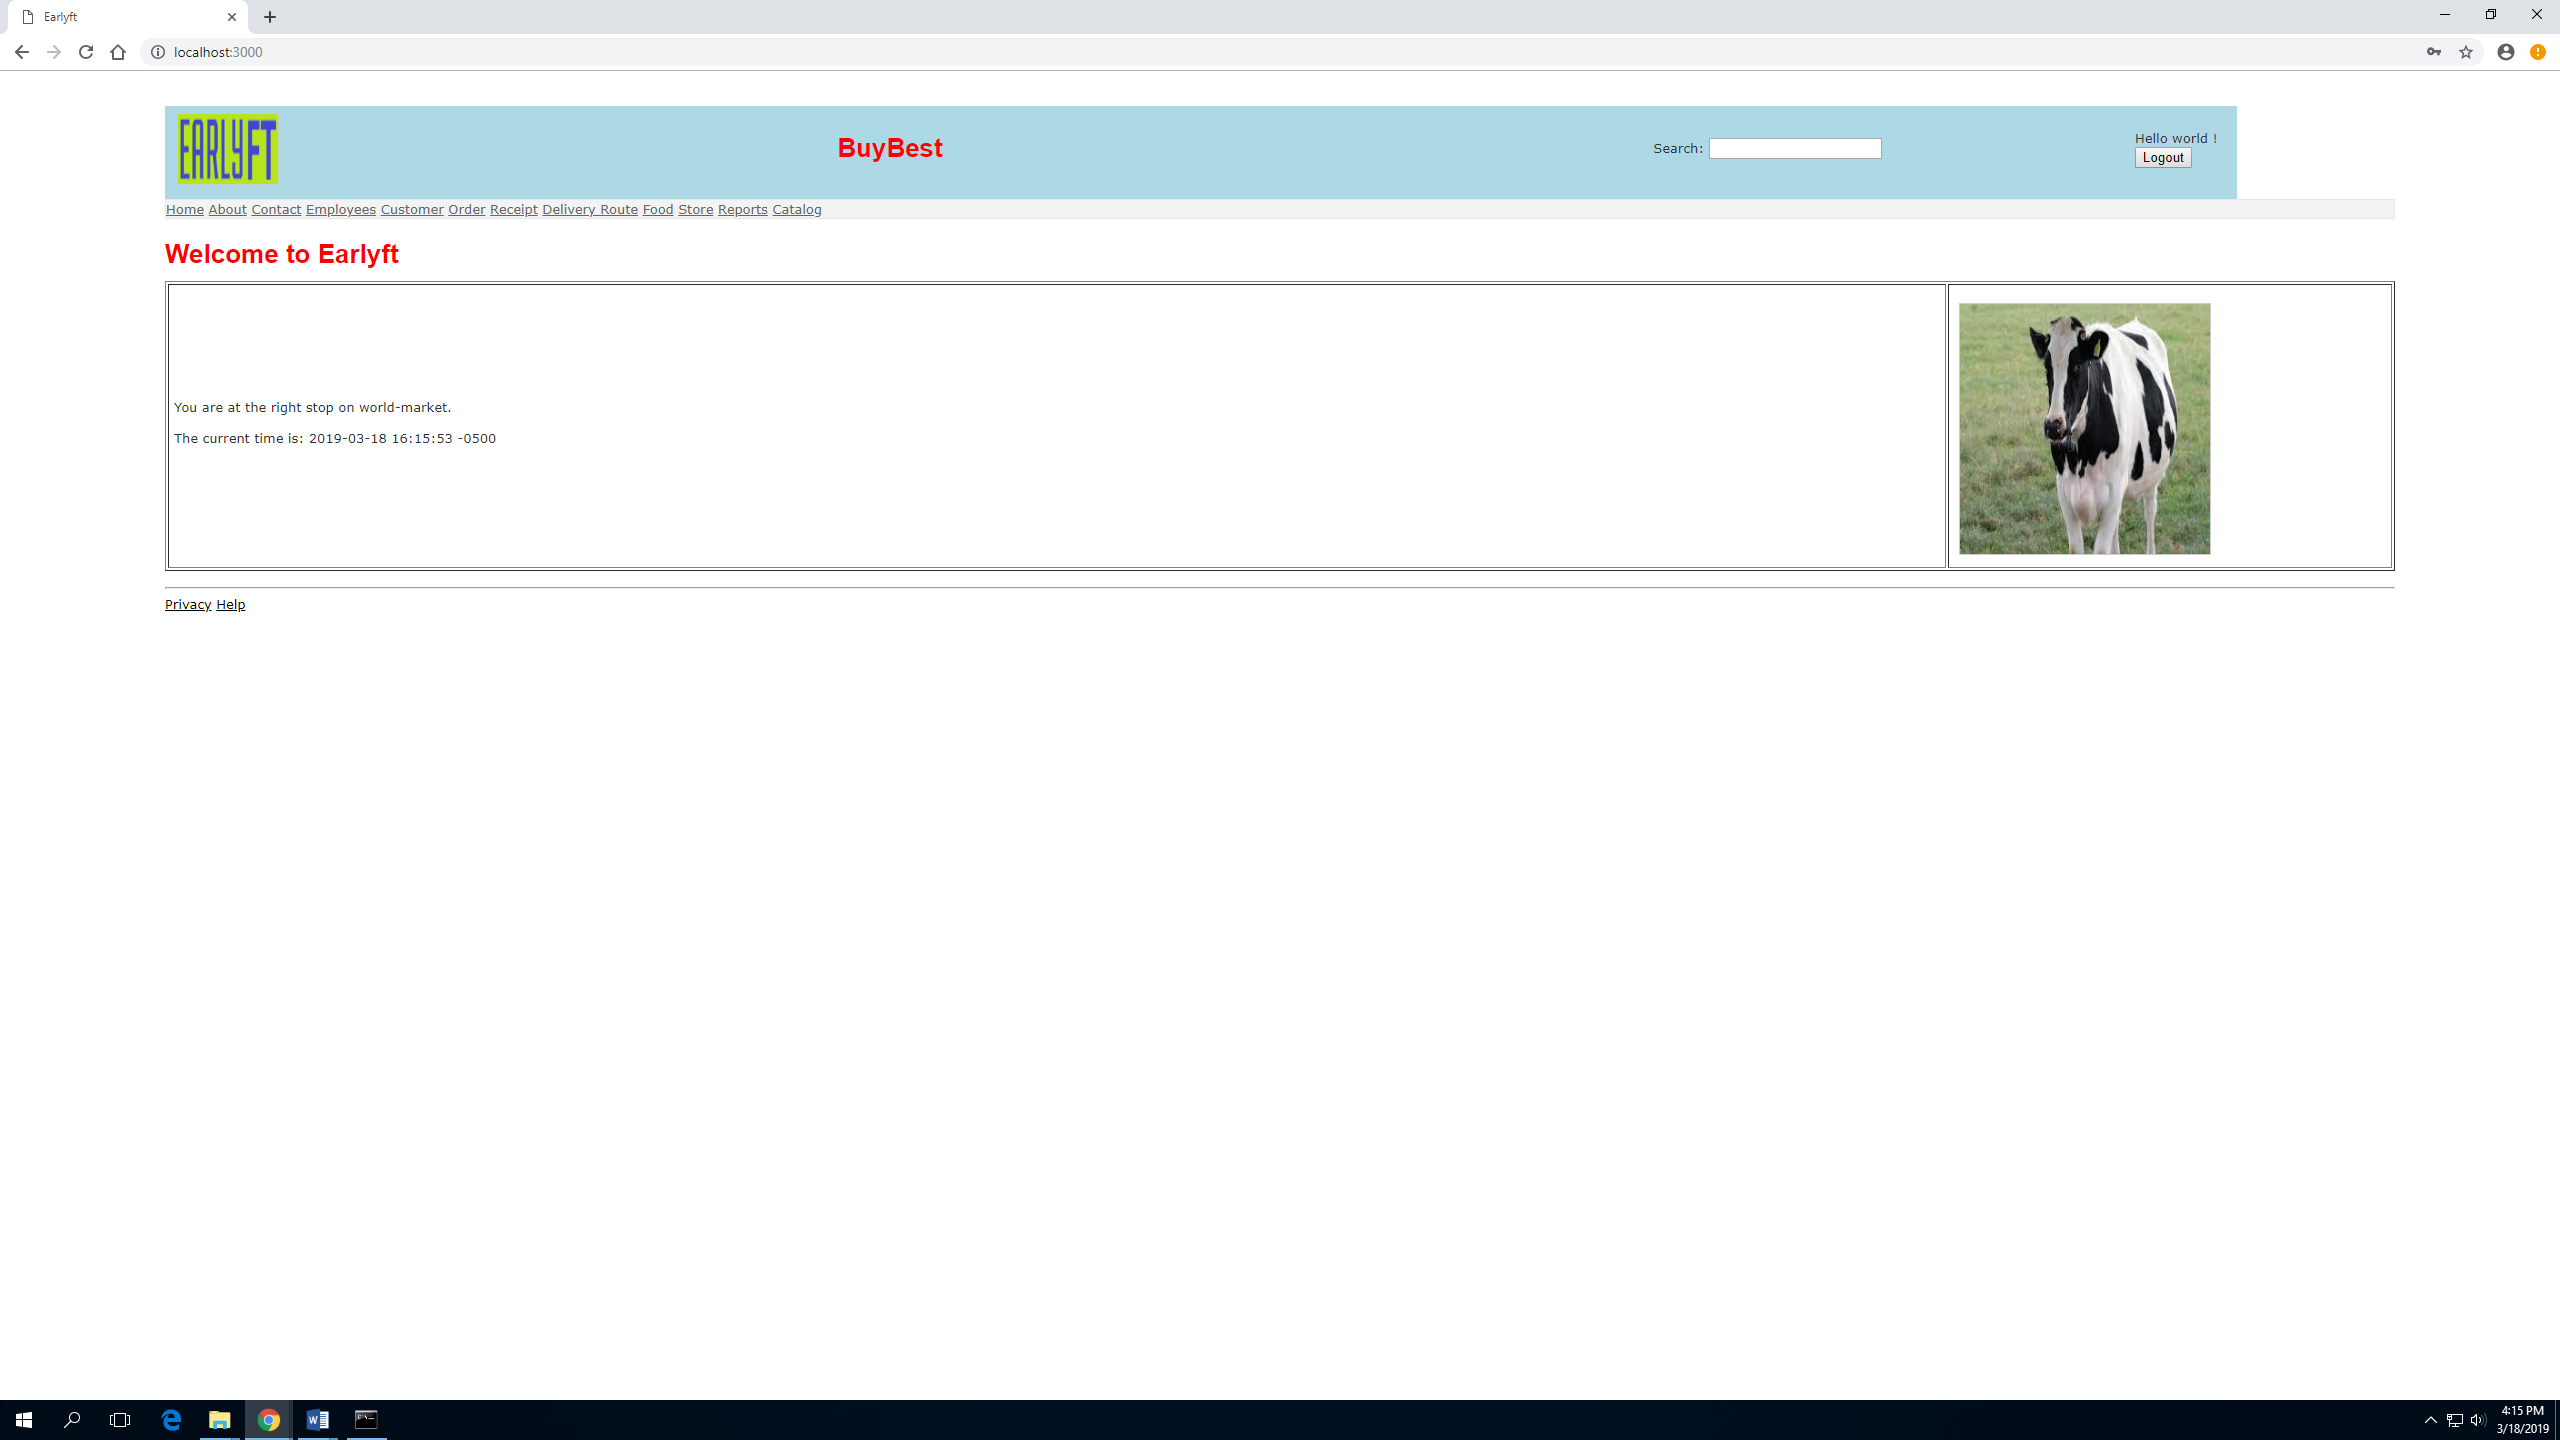 Earlyft
localhost:3000
EARLYFT
BuyBest
Search:
Hello world !
Logout
Home About Contact Employees Customer Order Receipt Delivery Route Food Store Reports Catalog
Welcome to Earlyft
You are at the right stop on world-market.
The current time is: 2019-03-18 16:15:53 -0500
Privacy Help
4:15 PM
3/18/2019